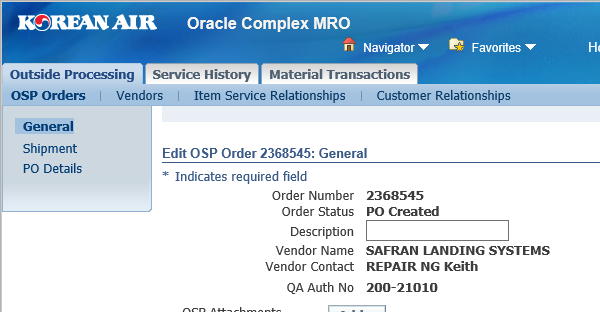 KOREAN AIR Oracle Complex MRO
Navigator Favorites
Outside Processing Service History Material Transactions
OSP Orders | Vendors | Item Service Relationships | Customer Relationships
General
Shipment
PO Details
Edit OSP Order 2368545: General
* Indicates required field
Order Number 2368545
Order Status PO Created
Description
Vendor Name SAFRAN LANDING SYSTEMS
Vendor Contact REPAIR NG Keith
QA Auth No 200-21010
OSP Attachments